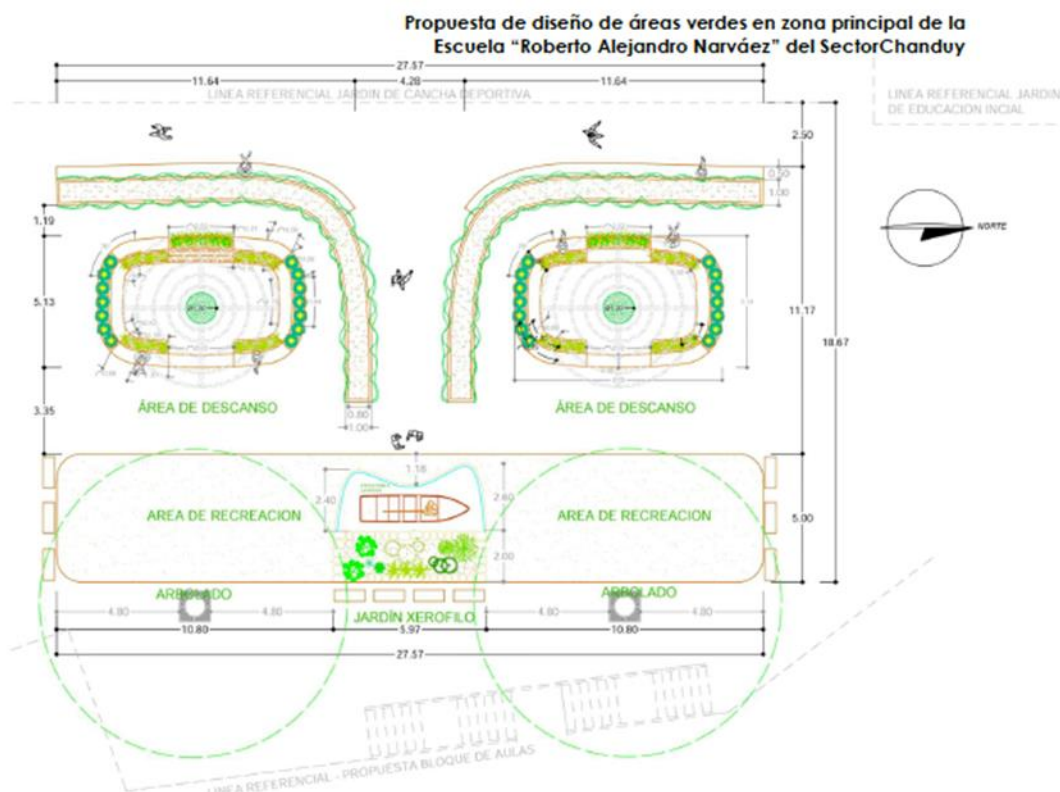 Propuesta de diseño de áreas verdes en zona principal de la
Escuela “Roberto Alejandro Narváez” del SectorChanduy
27.57
11.64 4.28 11.64
LINEA REFERENCIAL JARDIN DE CANCHA DEPORTIVA
LINEA REFERENCIAL JARDIN
DE EDUCACION INCIAL
2.50
0.50
1.00
1.19
NORTE
5.13
11.17
18.67
3.35
ÁREA DE DESCANSO ÁREA DE DESCANSO
0.80
1.00
1.18
2.40
2.60
AREA DE RECREACION AREA DE RECREACION
5.00
2.00
ARBOLADO ARBOLADO
4.80 4.80 JARDÍN XEROFILO 4.80 4.80
10.80 5.97 10.80
27.57
LINEA REFERENCIAL - PROPUESTA BLOQUE DE AULAS